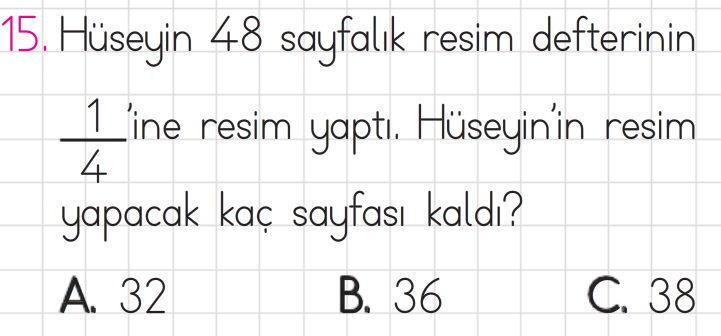 15. Hüseyin 48 sayfalık resim defterinin
1/4 'ine resim yaptı. Hüseyin'in resim
yapacak kaç sayfası kaldı?
A. 32 B. 36 C. 38